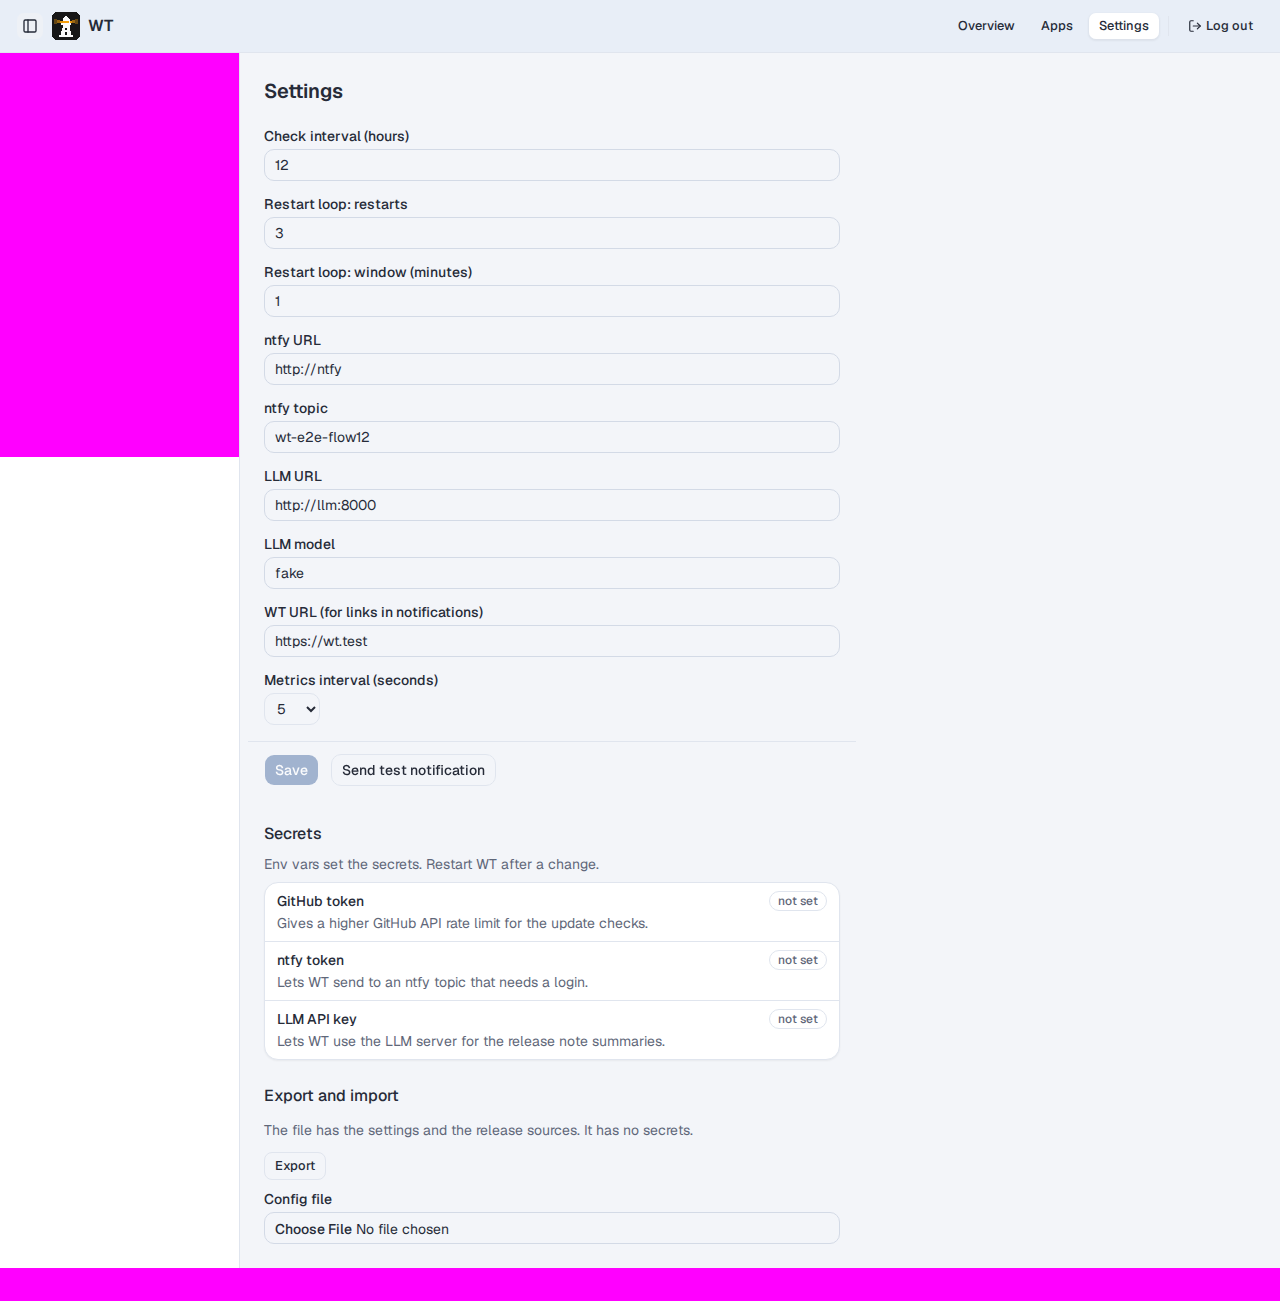 WT
Overview
Apps
Settings
Log out
Settings
Check interval (hours)
12
Restart loop: restarts
3
Restart loop: window (minutes)
1
ntfy URL
http://ntfy
ntfy topic
wt-e2e-flow12
LLM URL
http://llm:8000
LLM model
fake
WT URL (for links in notifications)
https://wt.test
Metrics interval (seconds)
5
Save
Send test notification
Secrets
Env vars set the secrets. Restart WT after a change.
GitHub token
not set
Gives a higher GitHub API rate limit for the update checks.
ntfy token
not set
Lets WT send to an ntfy topic that needs a login.
LLM API key
not set
Lets WT use the LLM server for the release note summaries.
Export and import
The file has the settings and the release sources. It has no secrets.
Export
Config file
Choose File No file chosen